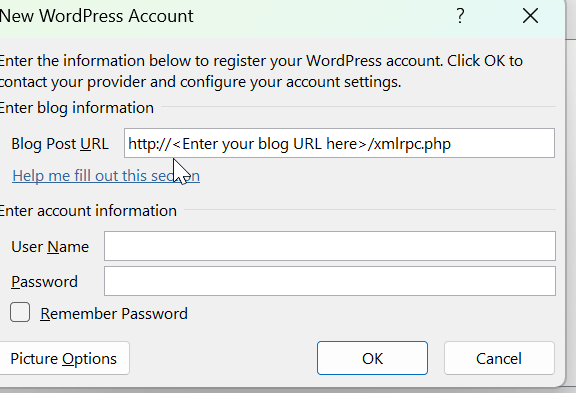 New WordPress Account ?
Enter the information below to register your WordPress account. Click OK to
contact your provider and configure your account settings.
Enter blog information
Blog Post URL http://<Enter your blog URL here>/xmlrpc.php
Help me fill out this section
Enter account information
User Name
Password
Remember Password
Picture Options OK Cancel